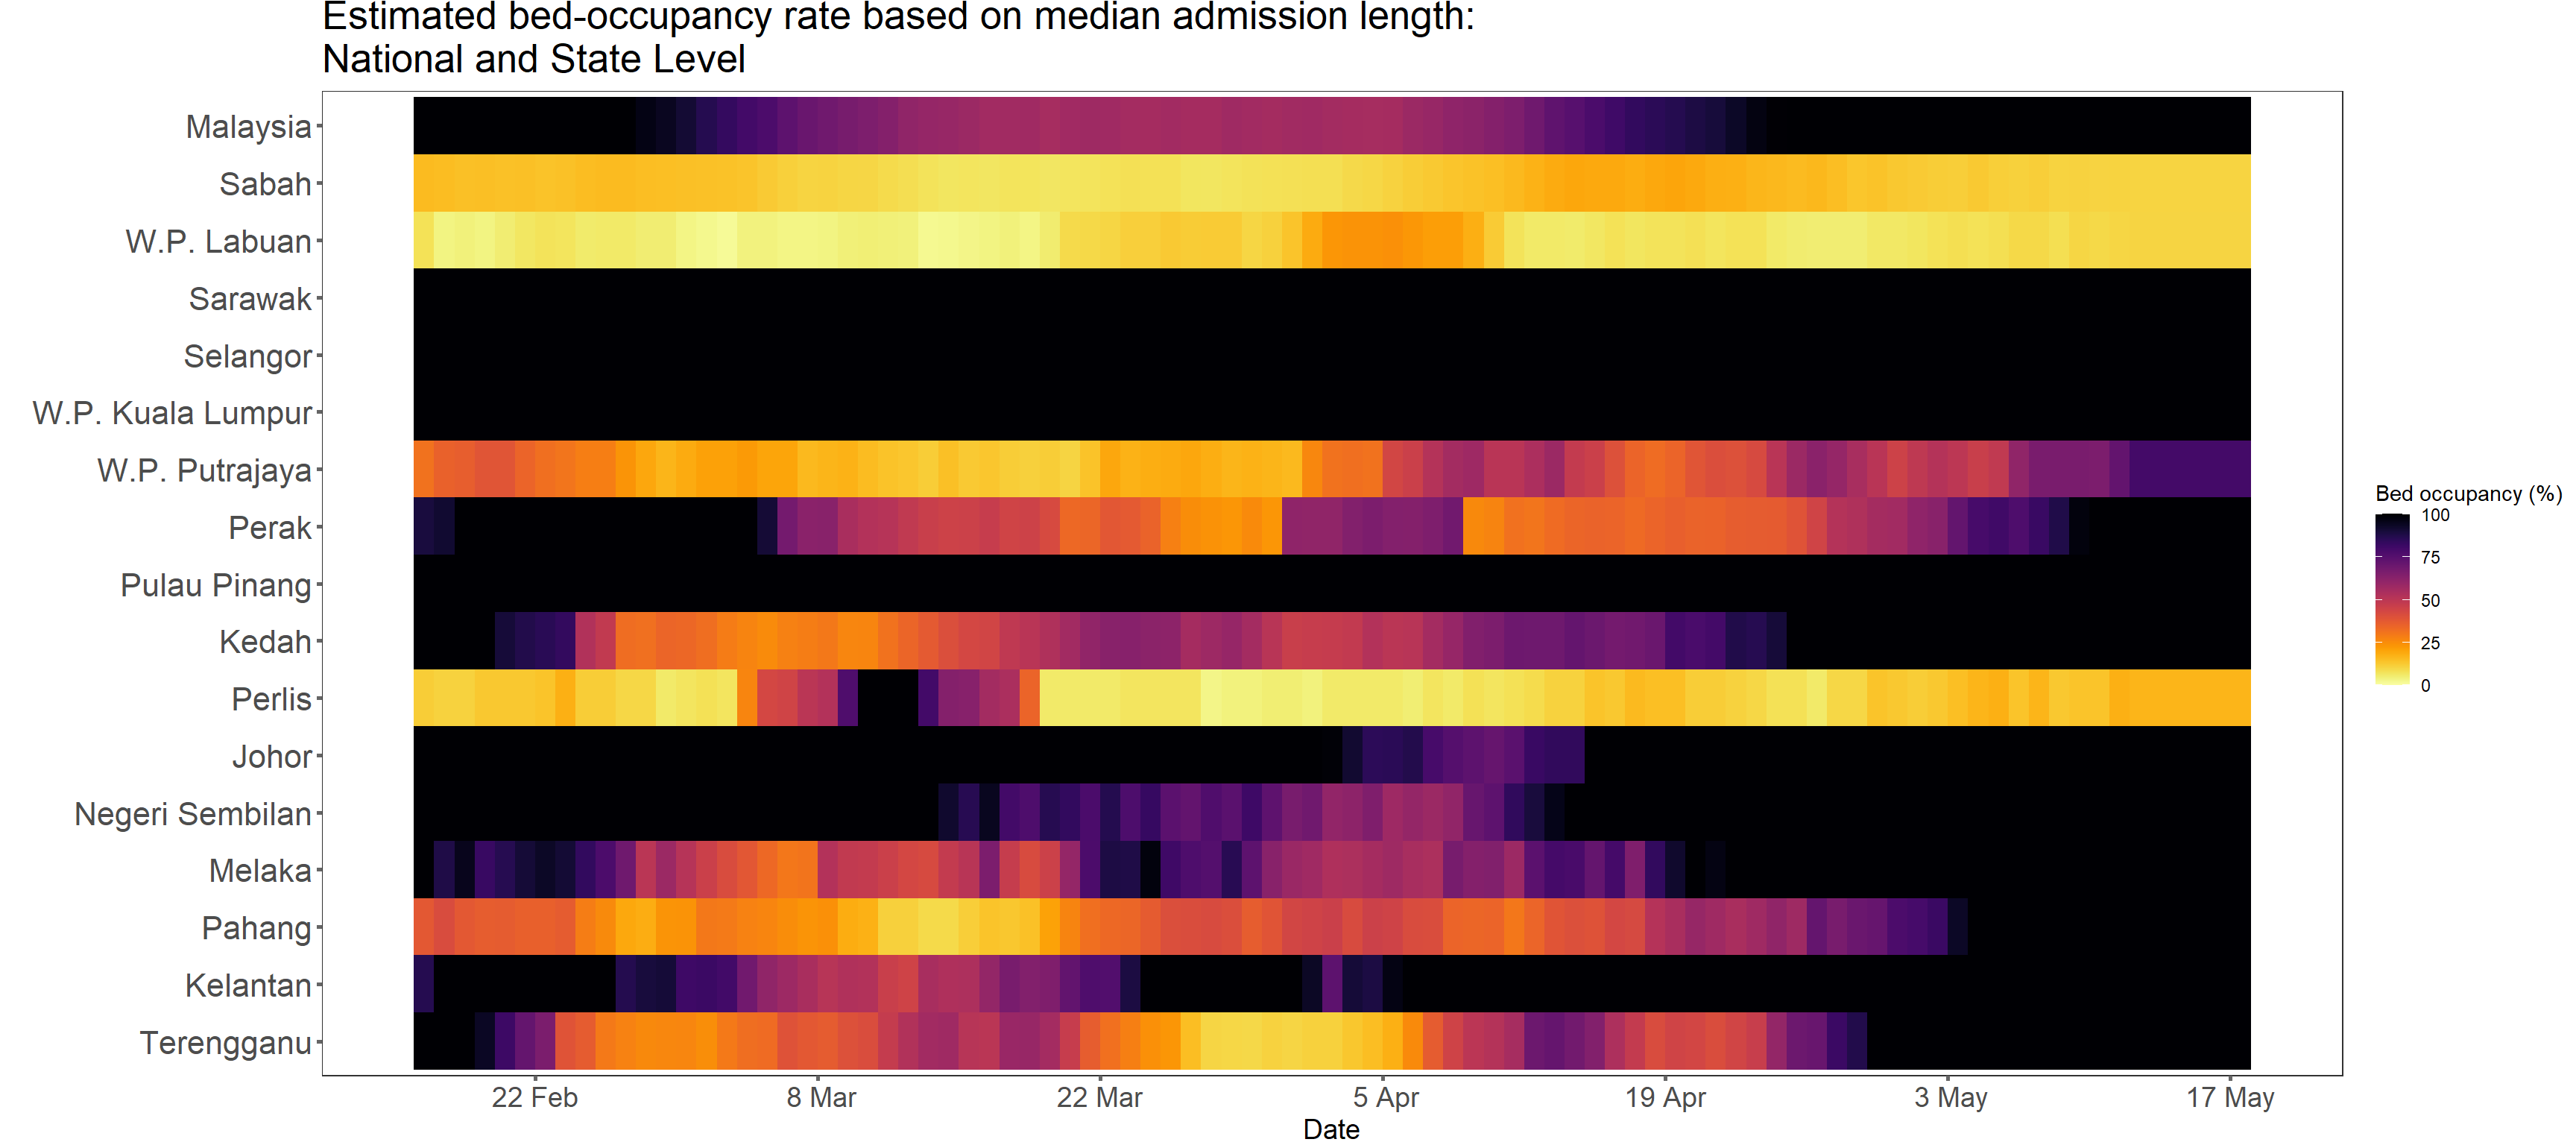 Estimated bed-occupancy rate based on median admission length:
National and State Level
Malaysia
Sabah
W.P. Labuan
Sarawak
Selangor
W.P. Kuala Lumpur
W.P. Putrajaya
Perak
Pulau Pinang
Kedah
Perlis
Johor
Negeri Sembilan
Melaka
Pahang
Kelantan
Terengganu
22 Feb
8 Mar
22 Mar
5 Apr
19 Apr
3 May
17 May
Date
Bed occupancy (%)
100
75
50
25
0